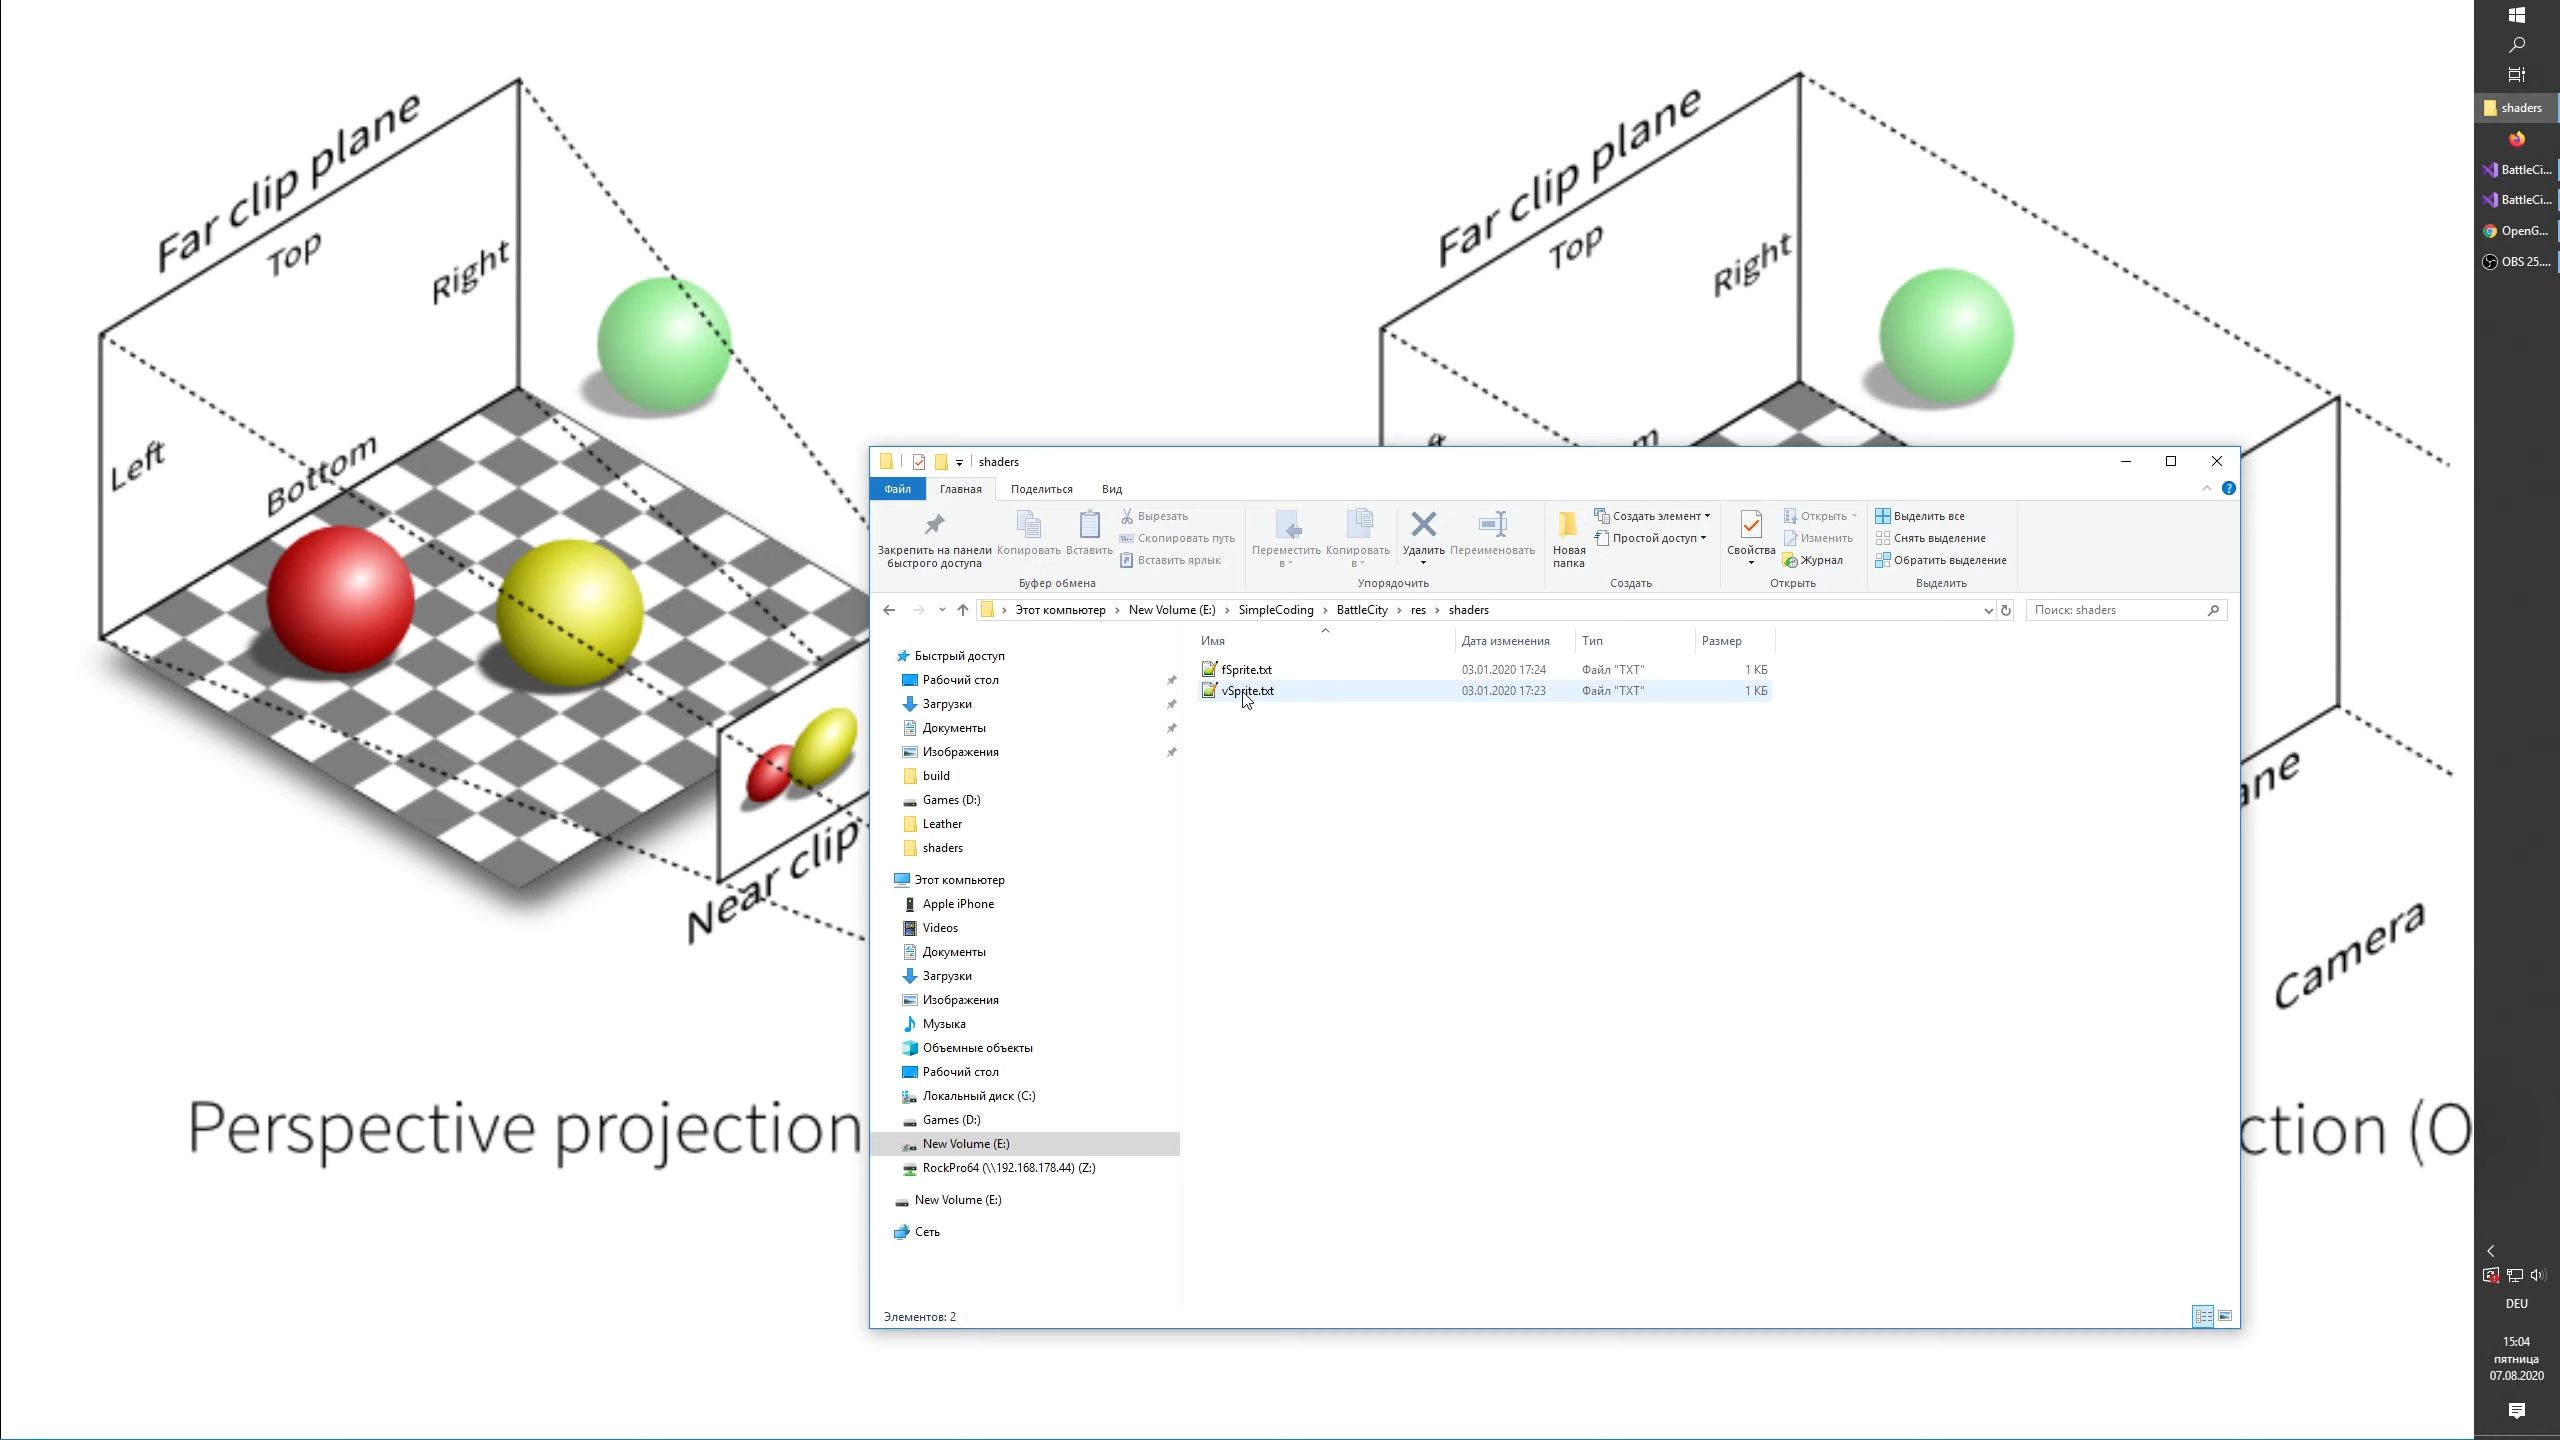 Far clip plane
Top
Right
Left
Bottom
Near clip
Perspective projection
Far clip plane
Top
Right
Camera
ction (O
shaders
Файл
Главная
Поделиться
Вид
Закрепить на панели быстрого доступа
Копировать
Вставить
Вырезать
Скопировать путь
Вставить ярлык
Буфер обмена
Переместить в
Копировать в
Удалить
Переименовать
Упорядочить
Новая папка
Создать элемент
Простой доступ
Создать
Свойства
Открыть
Изменить
Журнал
Открыть
Выделить все
Снять выделение
Обратить выделение
Выделить
Этот компьютер
New Volume (E:)
SimpleCoding
BattleCity
res
shaders
Поиск: shaders
Имя
Дата изменения
Тип
Размер
fSprite.txt 03.01.2020 17:24 Файл "TXT" 1 КБ
vSprite.txt 03.01.2020 17:23 Файл "TXT" 1 КБ
Быстрый доступ
Рабочий стол
Загрузки
Документы
Изображения
build
Games (D:)
Leather
shaders
Этот компьютер
Apple iPhone
Videos
Документы
Загрузки
Изображения
Музыка
Объемные объекты
Рабочий стол
Локальный диск (C:)
Games (D:)
New Volume (E:)
RockPro64 (\\192.168.178.44) (Z:)
New Volume (E:)
Сеть
Элементов: 2
shaders
BattleCi...
BattleCi...
OpenG...
OBS 25....
DEU
15:04
пятница
07.08.2020